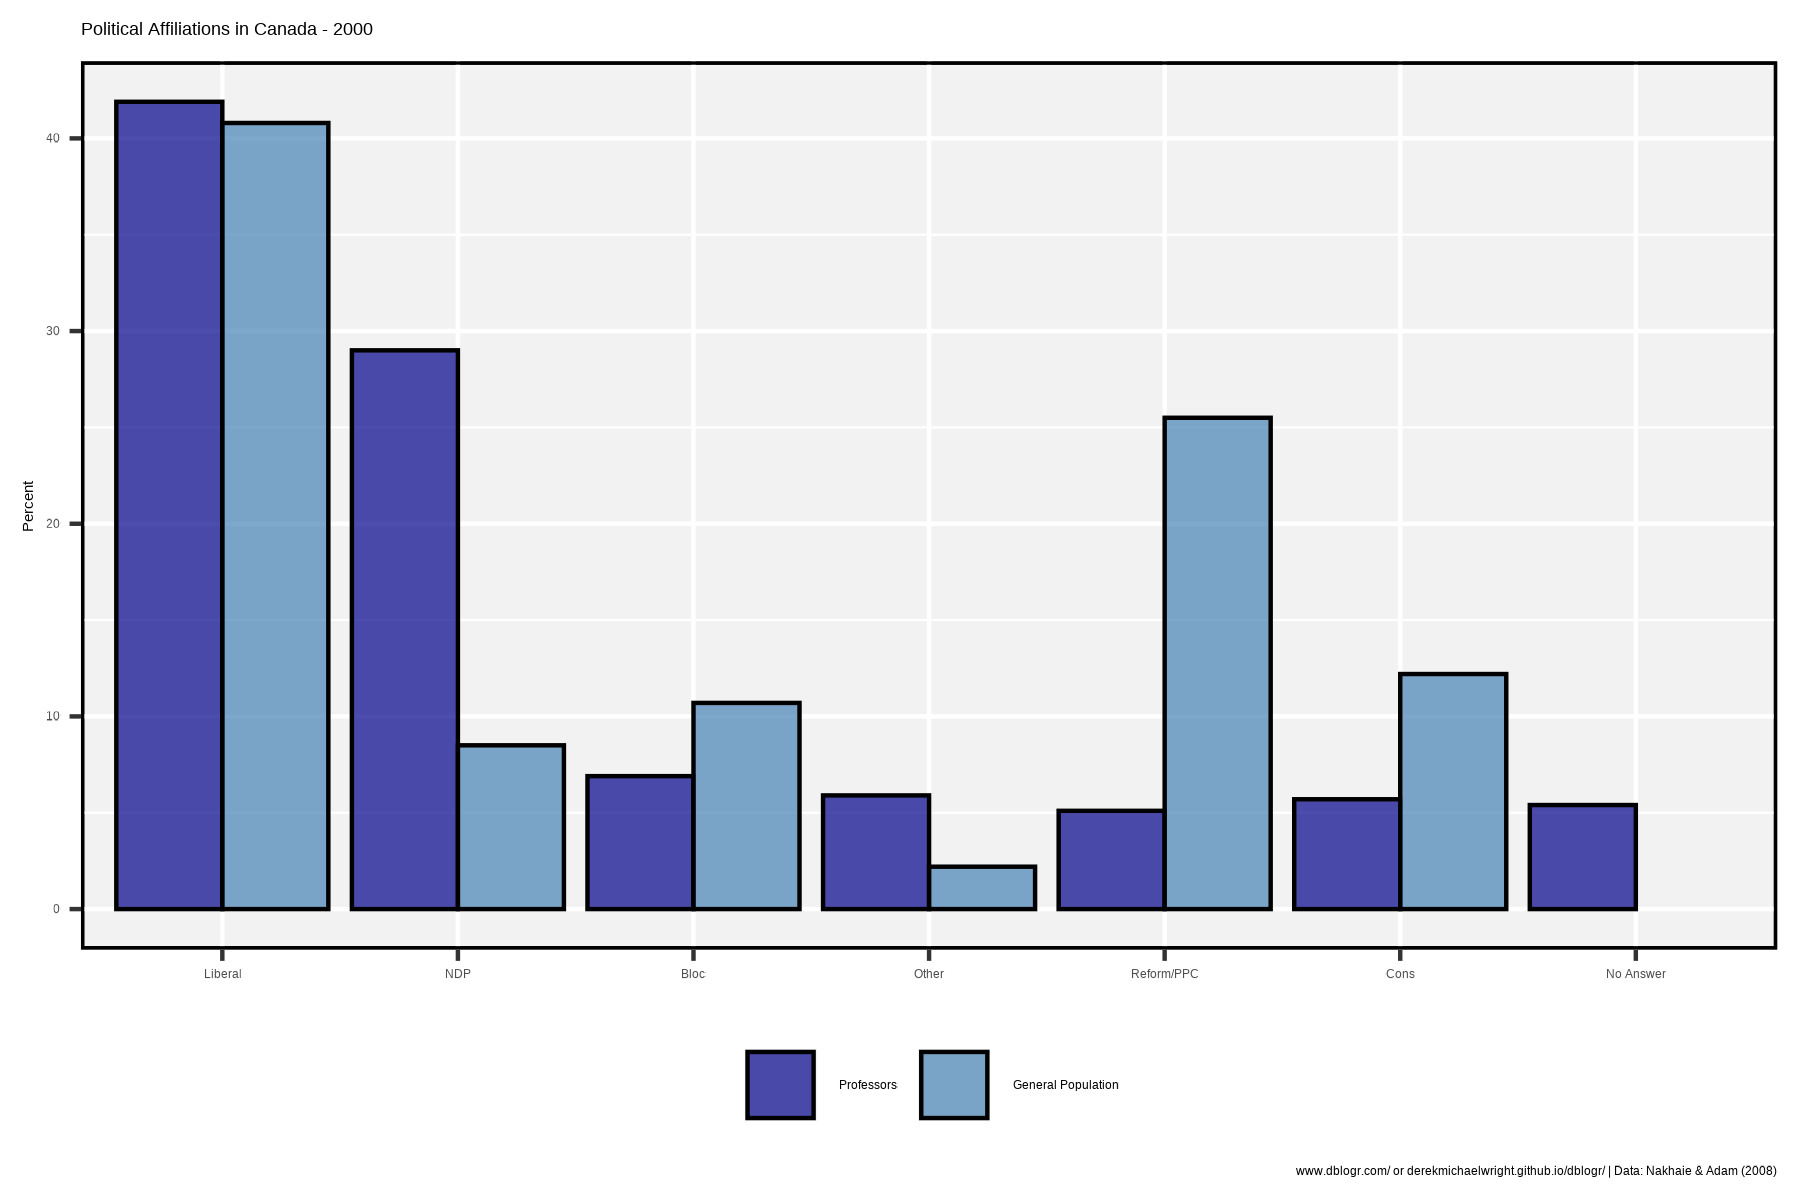 Political Affiliations in Canada - 2000
Percent
40
30
20
10
0
Liberal NDP Bloc Other Reform/PPC Cons No Answer
Professors General Population
www.dblogr.com/ or derekmichaelwright.github.io/dblogr/ | Data: Nakhaie & Adam (2008)